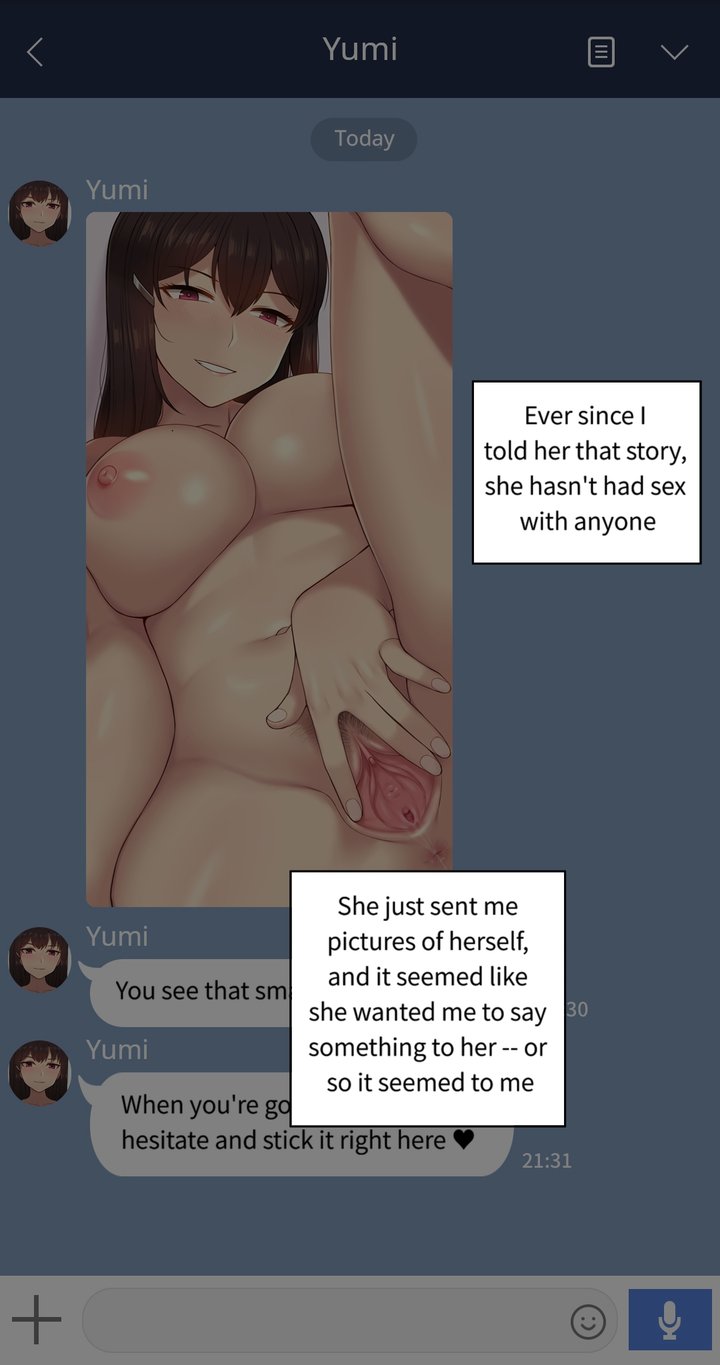 Yumi
Today
Yumi
Ever since I
told her that story,
she hasn't had sex
with anyone
She just sent me
pictures of herself,
and it seemed like
she wanted me to say
something to her -- or
so it seemed to me
Yumi
You see that
30
Yumi
When you're
hesitate and stick it right here ♥
21:31